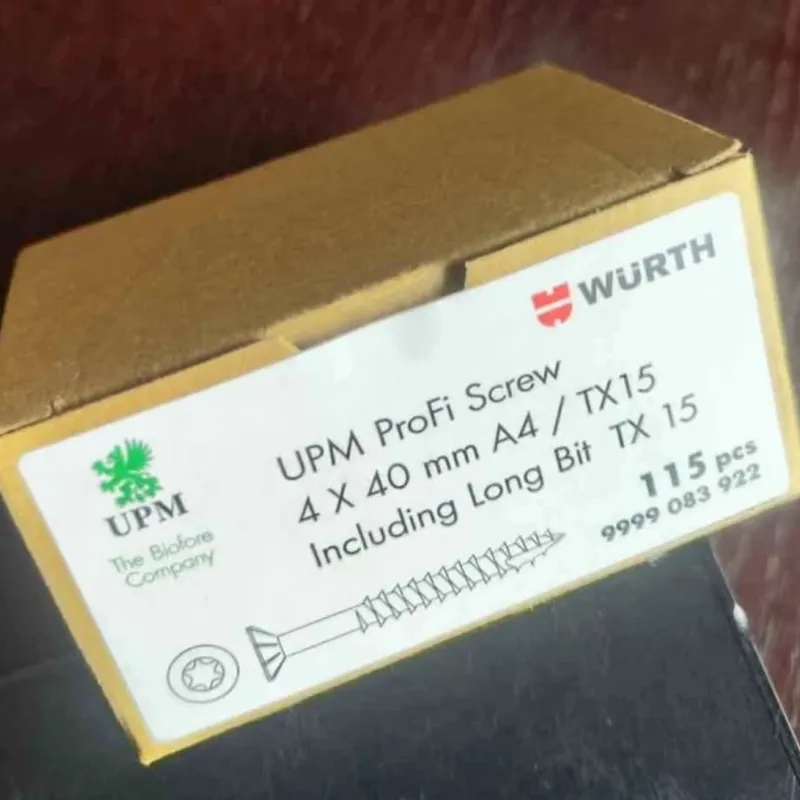 WÜRTH
UPM ProFi Screw
4 X 40 mm A4 / TX15
Including Long Bit TX 15
115 pcs
9999 083 922
UPM
The Biofore
Company